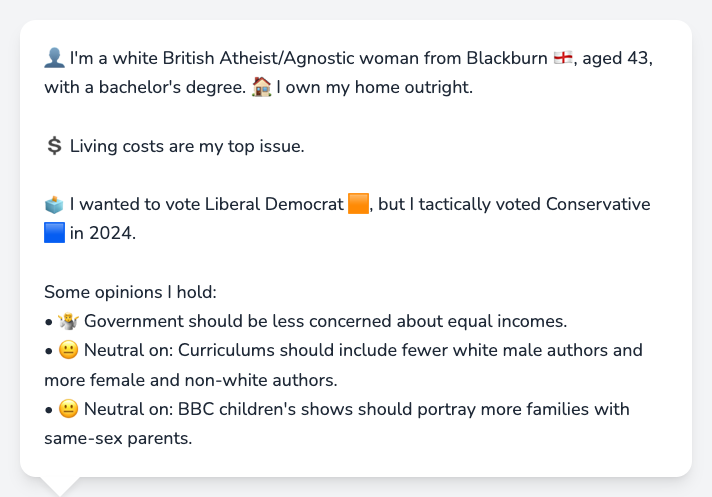 👤 I'm a white British Atheist/Agnostic woman from Blackburn 🏴󠁧󠁢󠁥󠁮󠁧󠁿, aged 43,
with a bachelor's degree. 🏠 I own my home outright.
💲 Living costs are my top issue.
🗳️ I wanted to vote Liberal Democrat 🟧, but I tactically voted Conservative
🟦 in 2024.
Some opinions I hold:
• 🤷‍♀️ Government should be less concerned about equal incomes.
• 😐 Neutral on: Curriculums should include fewer white male authors and
more female and non-white authors.
• 😐 Neutral on: BBC children's shows should portray more families with
same-sex parents.